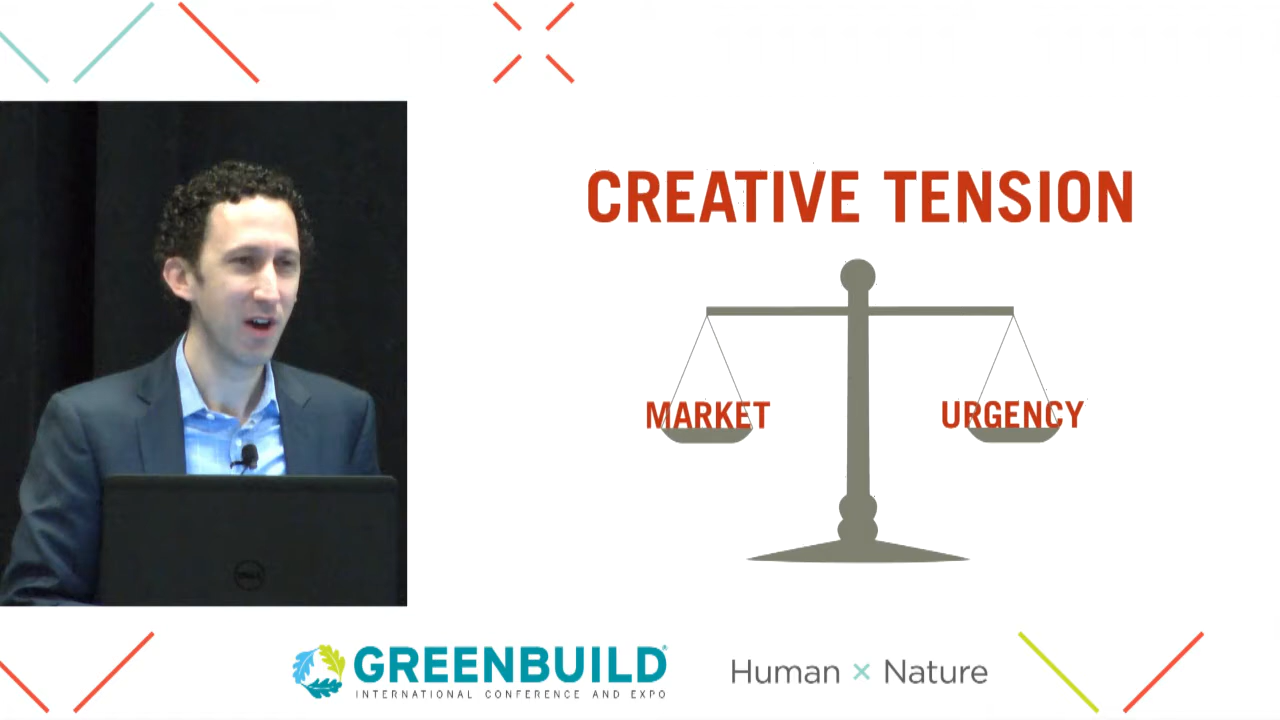 CREATIVE TENSION
MARKET
URGENCY
DELL
GREENBUILD®
INTERNATIONAL CONFERENCE AND EXPO
Human × Nature